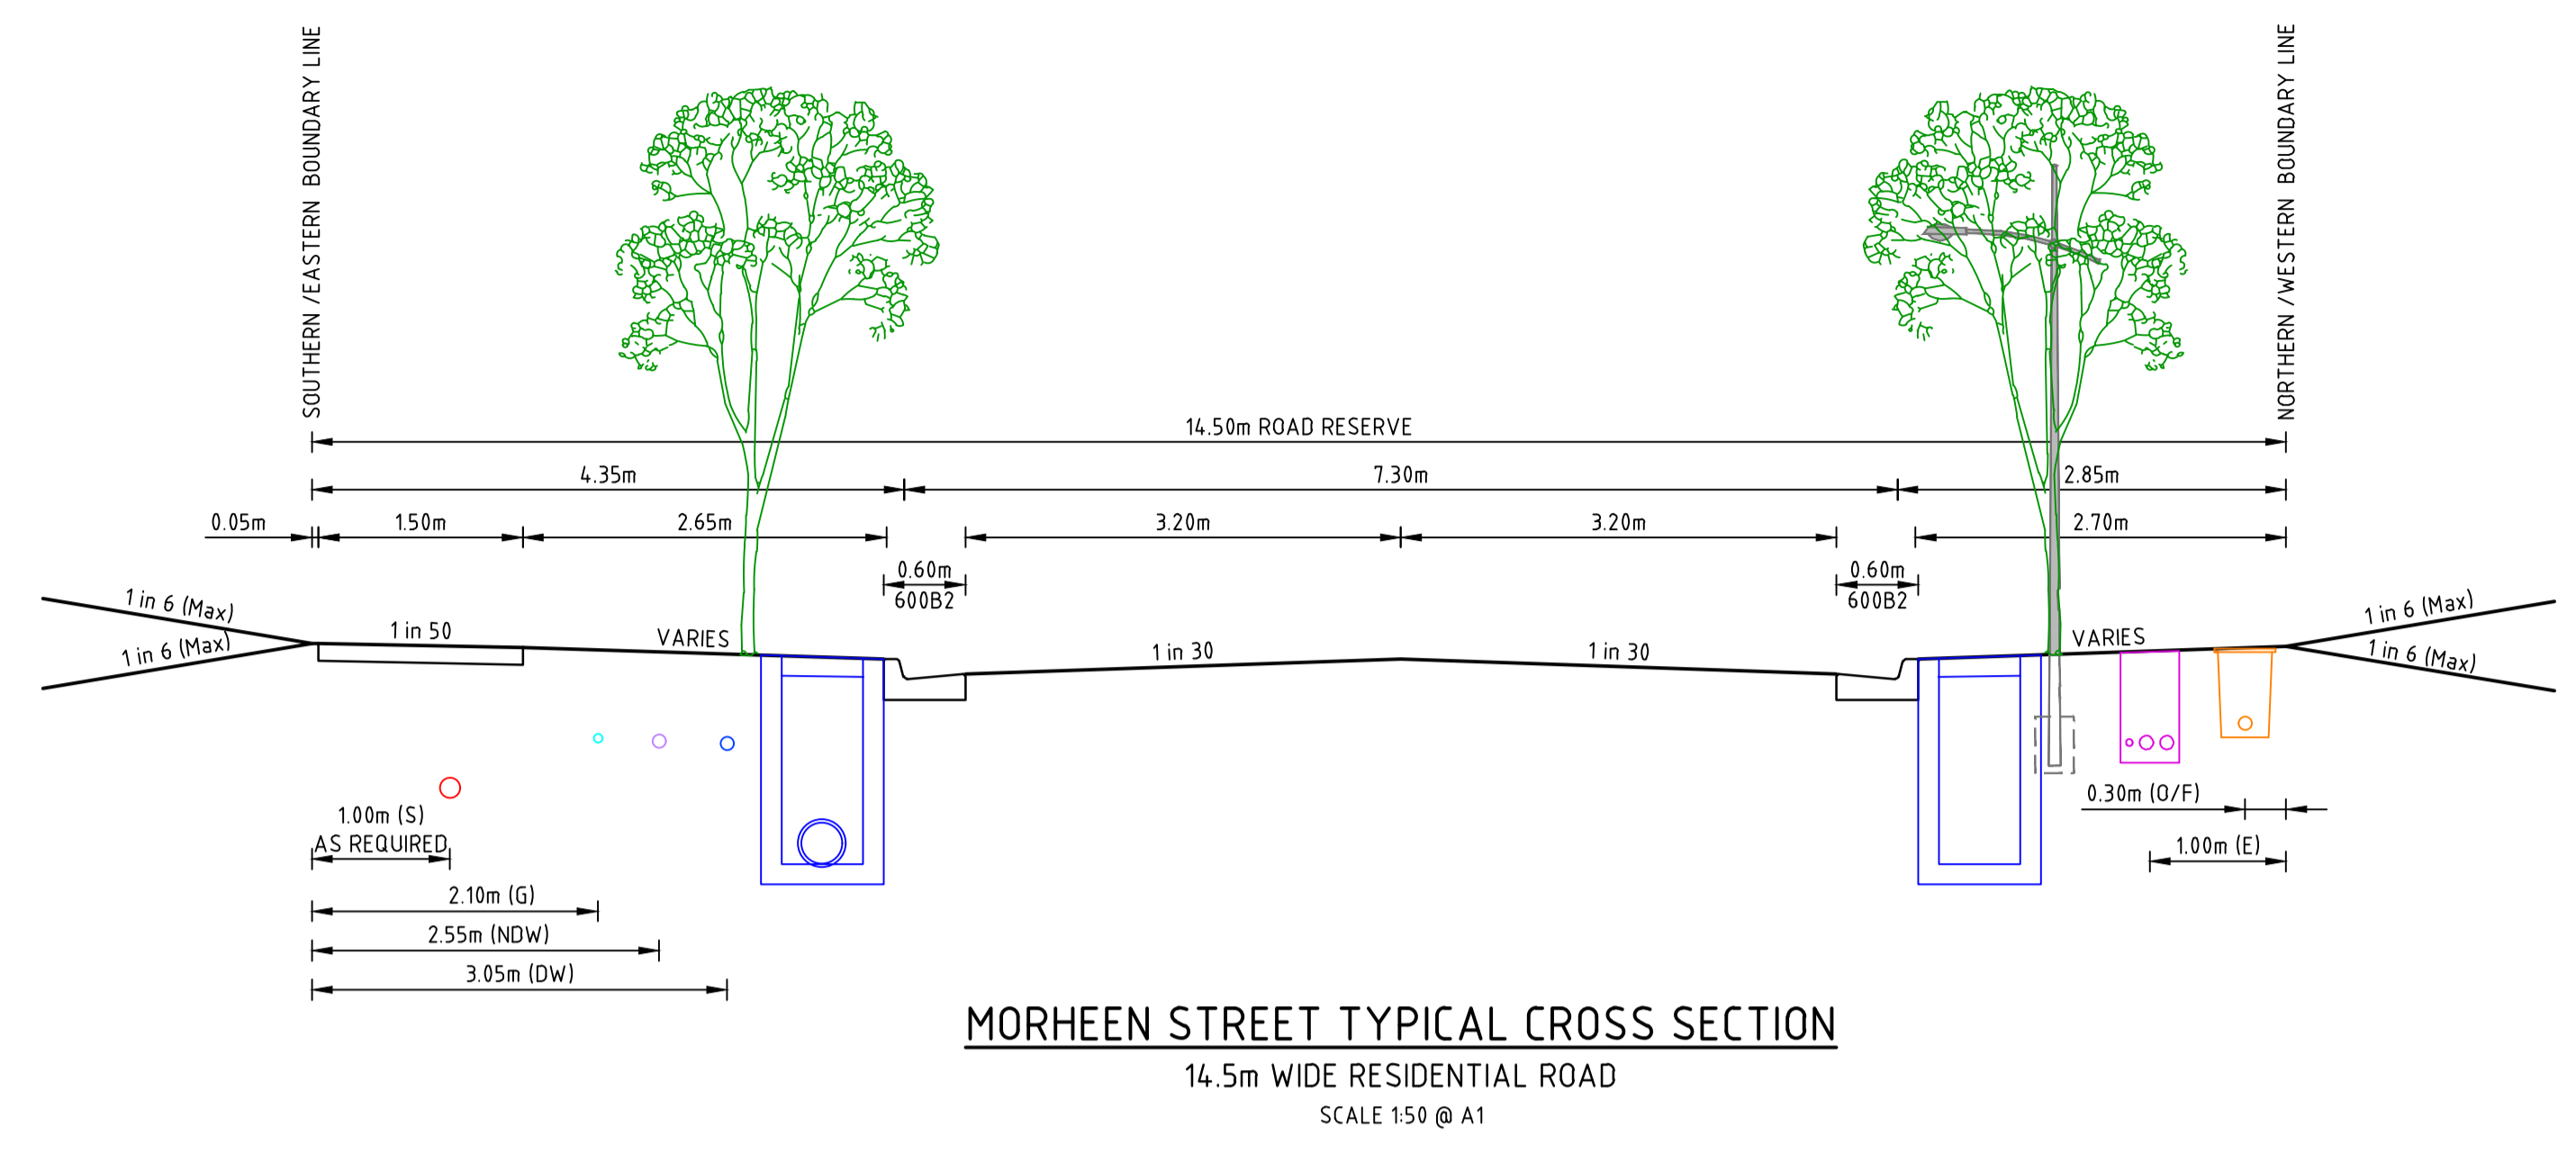 SOUTHERN /EASTERN BOUNDARY LINE
NORTHERN /WESTERN BOUNDARY LINE
14.50m ROAD RESERVE
4.35m
7.30m
2.85m
0.05m
1.50m
2.65m
3.20m
3.20m
2.70m
0.60m
600B2
0.60m
600B2
1 in 6 (Max)
1 in 6 (Max)
1 in 50
VARIES
1 in 30
1 in 30
VARIES
1 in 6 (Max)
1 in 6 (Max)
1.00m (S)
AS REQUIRED
2.10m (G)
2.55m (NDW)
3.05m (DW)
0.30m (O/F)
1.00m (E)
MORHEEN STREET TYPICAL CROSS SECTION
14.5m WIDE RESIDENTIAL ROAD
SCALE 1:50 @ A1